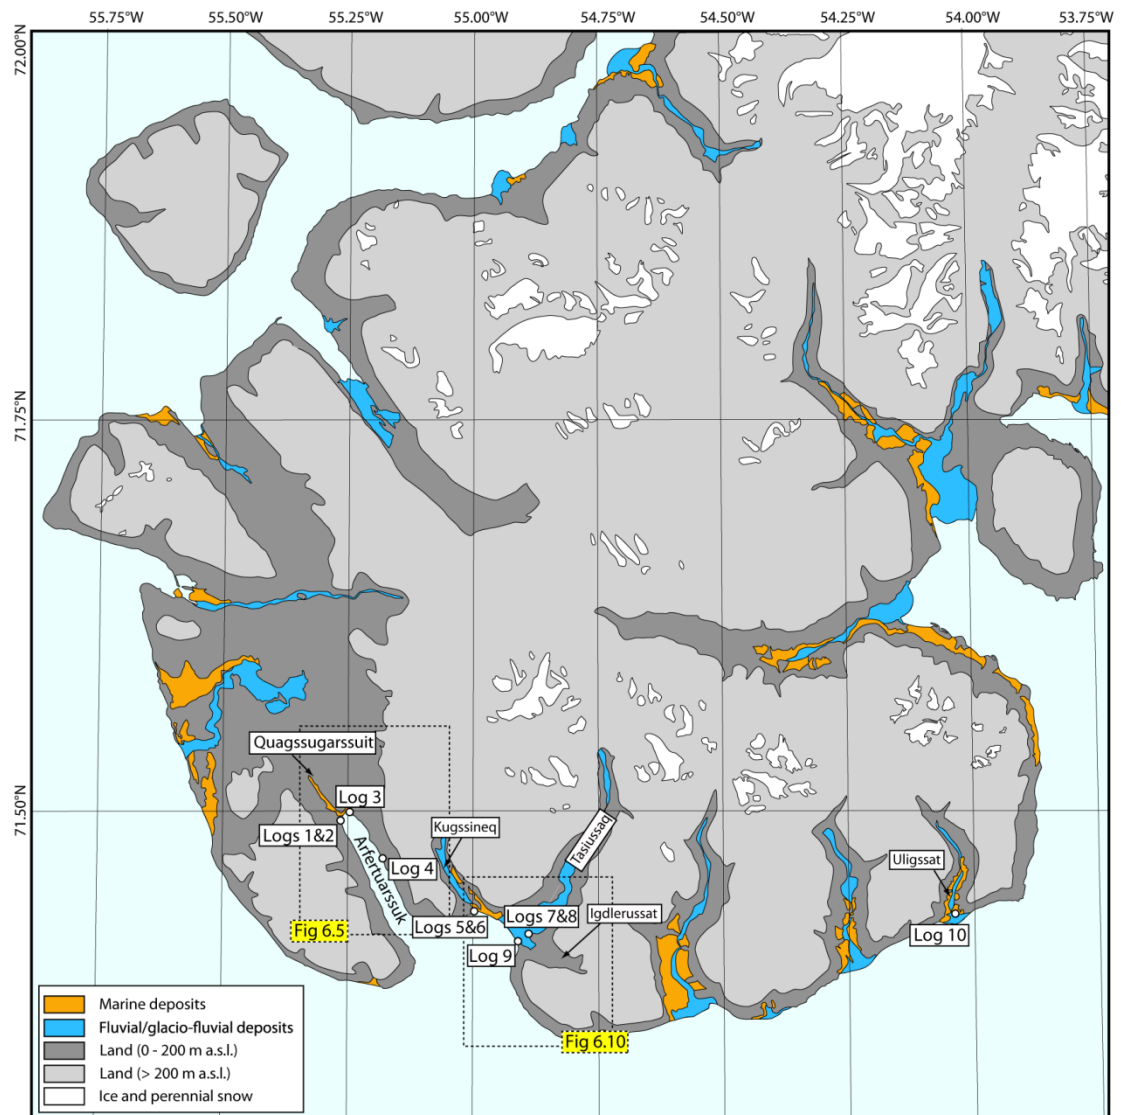 55.75°W 55.50°W 55.25°W 55.00°W 54.75°W 54.50°W 54.25°W 54.00°W 53.75°W
72.00°N
71.75°N
71.50°N
Quagssugarssuit
Log 3
Logs 1&2
Kugssineq
Tasiussaq
Arfertuarssuk
Log 4
Uligssat
Logs 7&8
Igdlerussat
Logs 5&6
Fig 6.5
Log 9
Log 10
Fig 6.10
Marine deposits
Fluvial/glacio-fluvial deposits
Land (0 - 200 m a.s.l.)
Land (> 200 m a.s.l.)
Ice and perennial snow